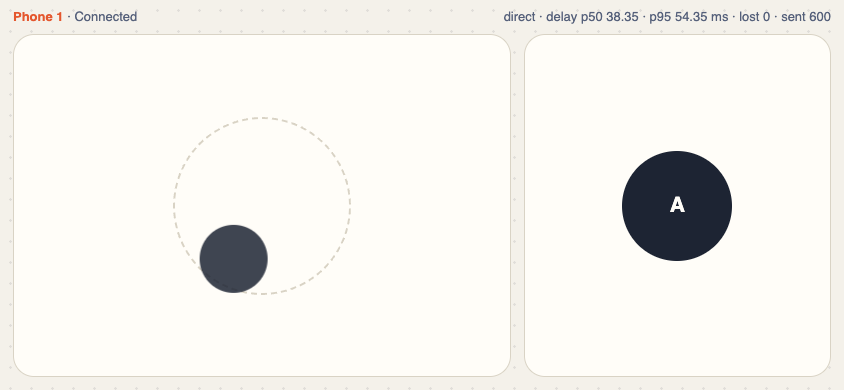 Phone 1 · Connected
direct · delay p50 38.35 · p95 54.35 ms · lost 0 · sent 600
A